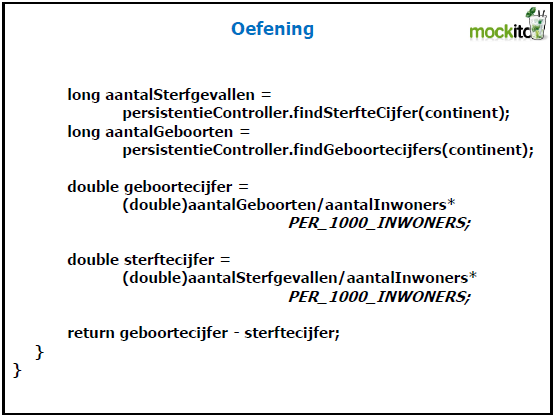 Oefening
mockito
long aantalSterfgevallen =
persistentieController.findSterfteCijfer(continent);
long aantalGeboorten =
persistentieController.findGeboortecijfers(continent);
double geboortecijfer =
(double)aantalGeboorten/aantalInwoners*
PER_1000_INWONERS;
double sterftecijfer =
(double)aantalSterfgevallen/aantalInwoners*
PER_1000_INWONERS;
return geboortecijfer - sterftecijfer;
}
}